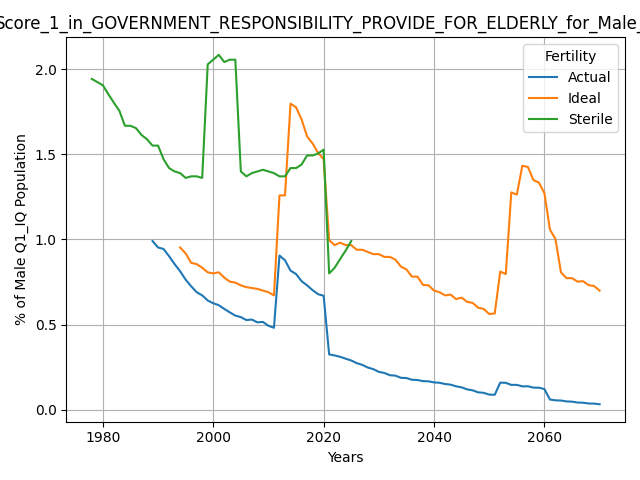 Score_1_in_GOVERNMENT_RESPONSIBILITY_PROVIDE_FOR_ELDERLY_for_Male_
Fertility
Actual
Ideal
Sterile
% of Male Q1_IQ Population
2.0
1.5
1.0
0.5
0.0
1980 2000 2020 2040 2060
Years